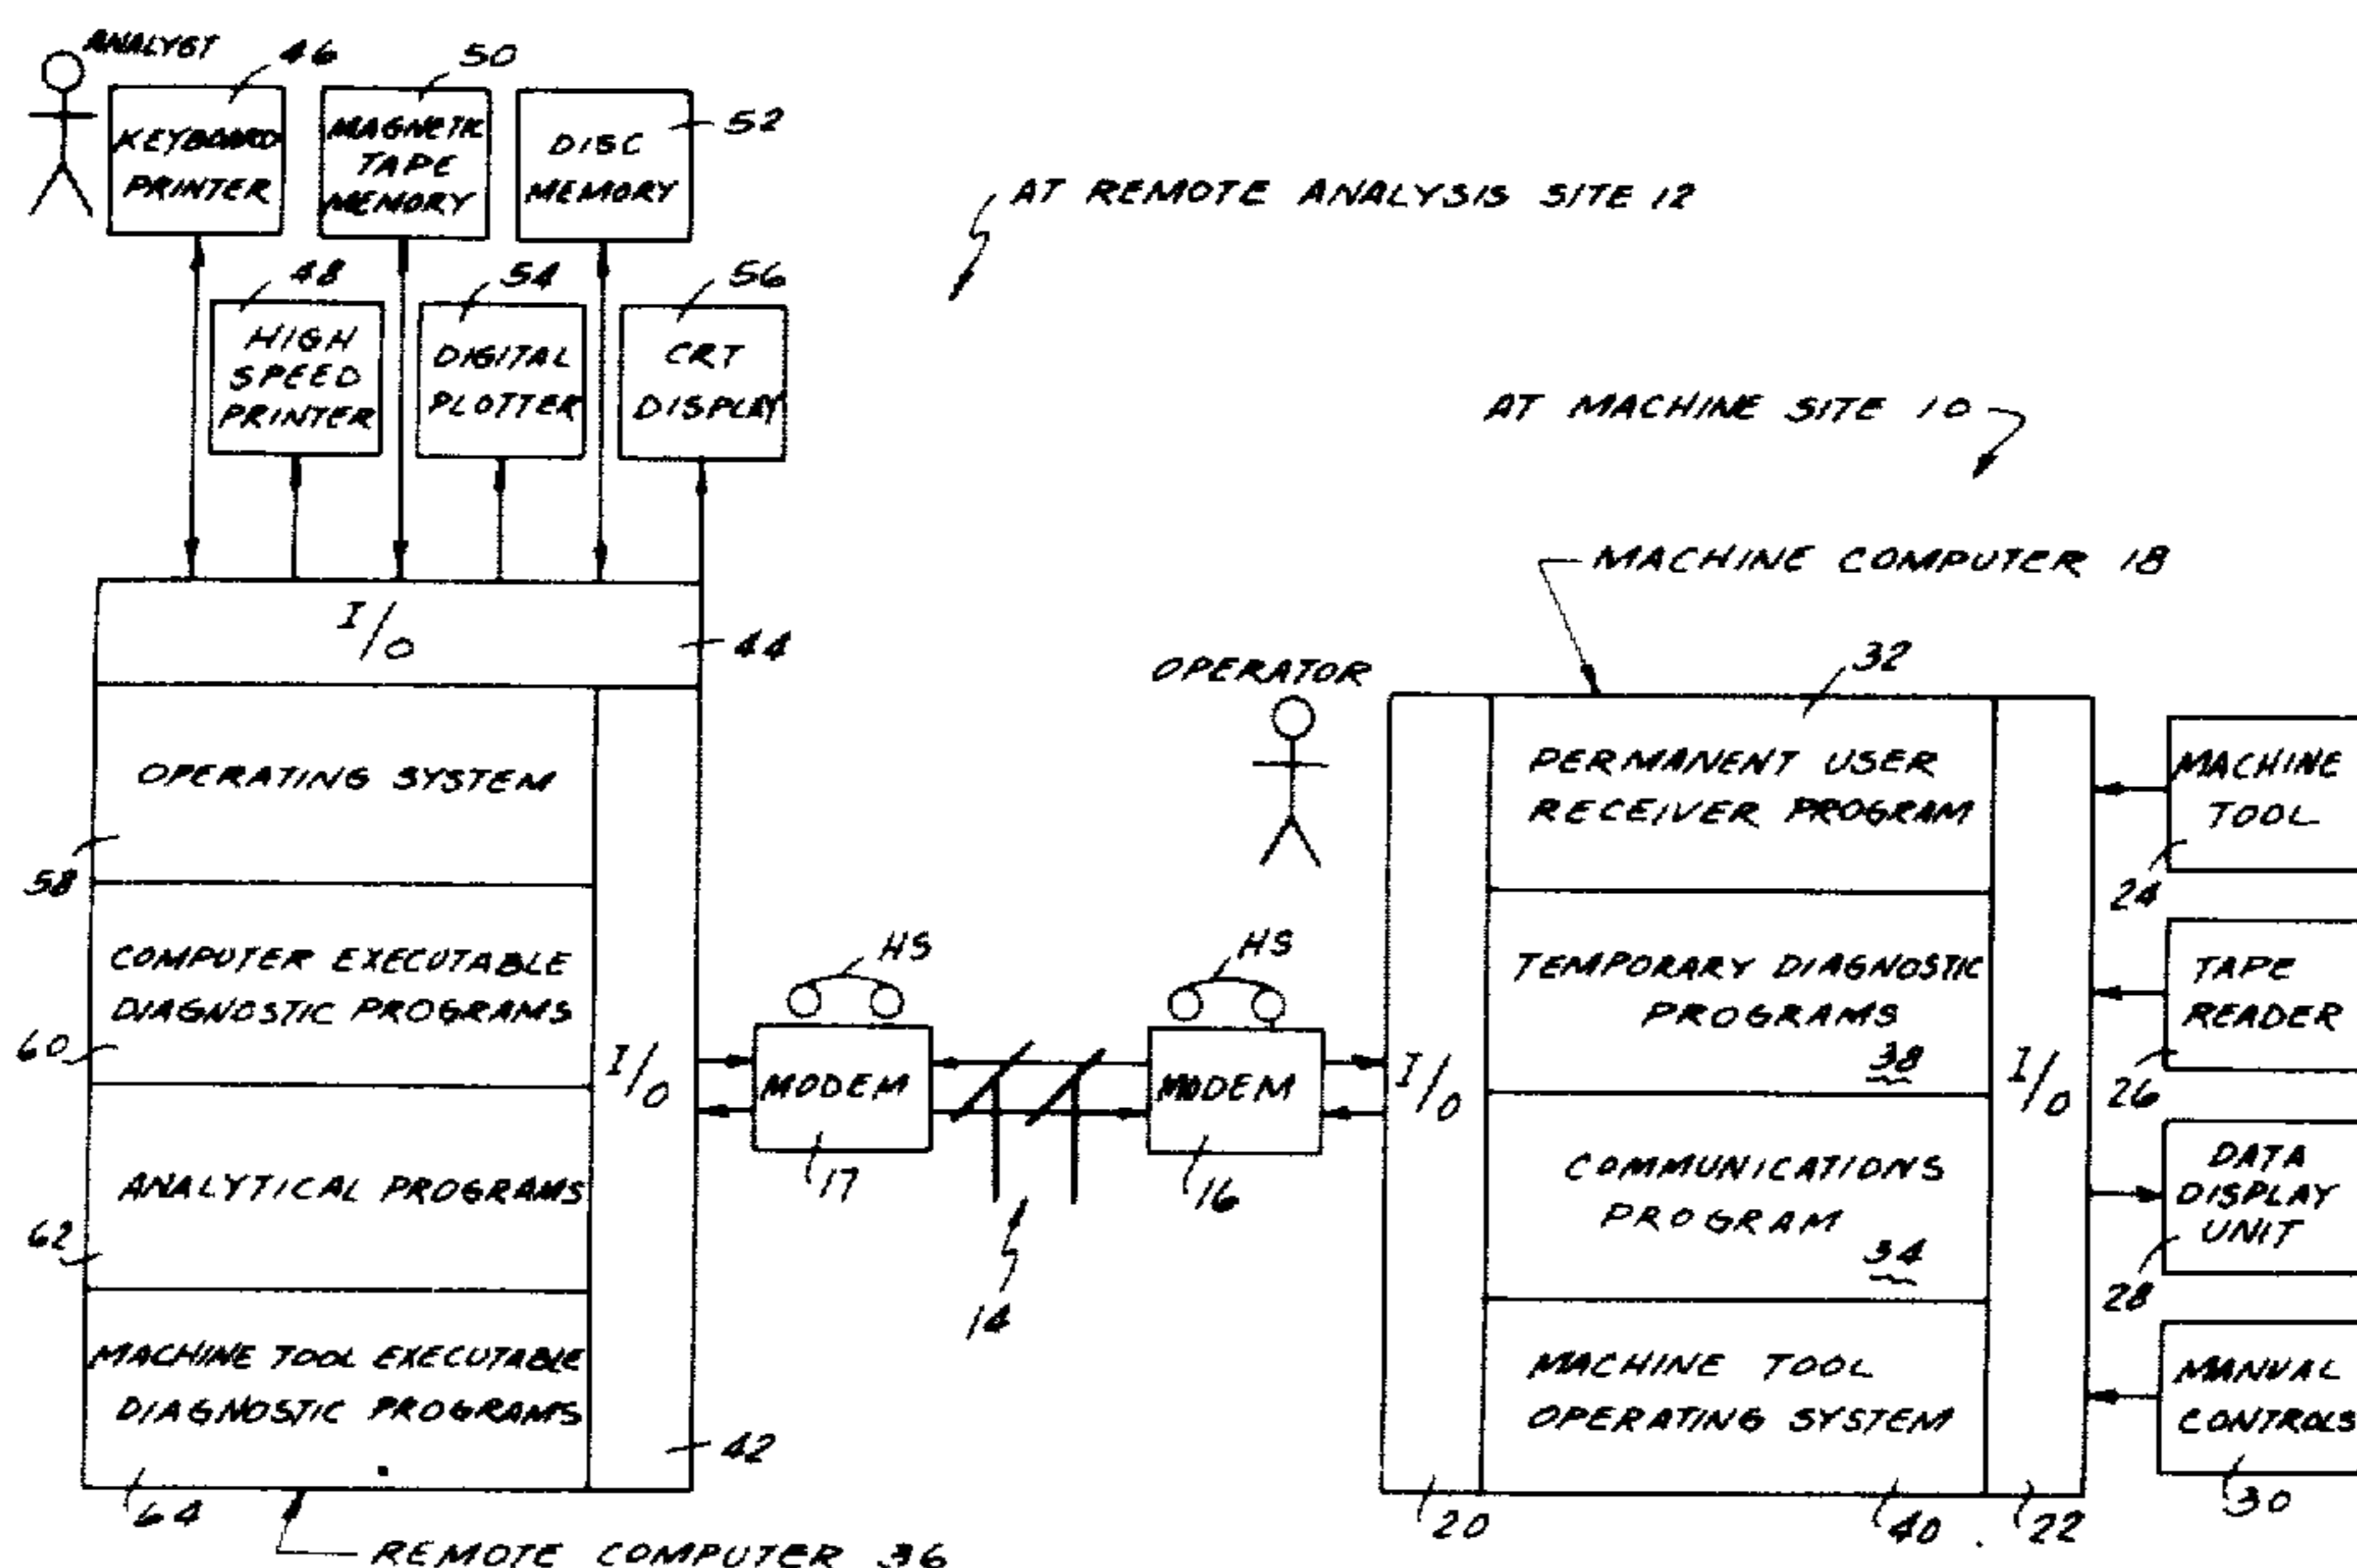 ANALYST
46
50
52
KEYBOARD
PRINTER
MAGNETIC
TAPE
MEMORY
DISC
MEMORY
AT REMOTE ANALYSIS SITE 12
48
54
56
HIGH
SPEED
PRINTER
DIGITAL
PLOTTER
CRT
DISPLAY
AT MACHINE SITE 10
I/O
44
MACHINE COMPUTER 18
OPERATOR
32
OPERATING SYSTEM
58
PERMANENT USER
RECEIVER PROGRAM
MACHINE
TOOL
24
COMPUTER EXECUTABLE
DIAGNOSTIC PROGRAMS
60
I/O
HS
HS
MODEM
17
MODEM
16
14
I/O
TEMPORARY DIAGNOSTIC
PROGRAMS
38
I/O
TAPE
READER
26
ANALYTICAL PROGRAMS
62
COMMUNICATIONS
PROGRAM
34
DATA
DISPLAY
UNIT
28
MACHINE TOOL EXECUTABLE
DIAGNOSTIC PROGRAMS
64
42
MACHINE TOOL
OPERATING SYSTEM
MANUAL
CONTROLS
30
20
40
22
REMOTE COMPUTER 36